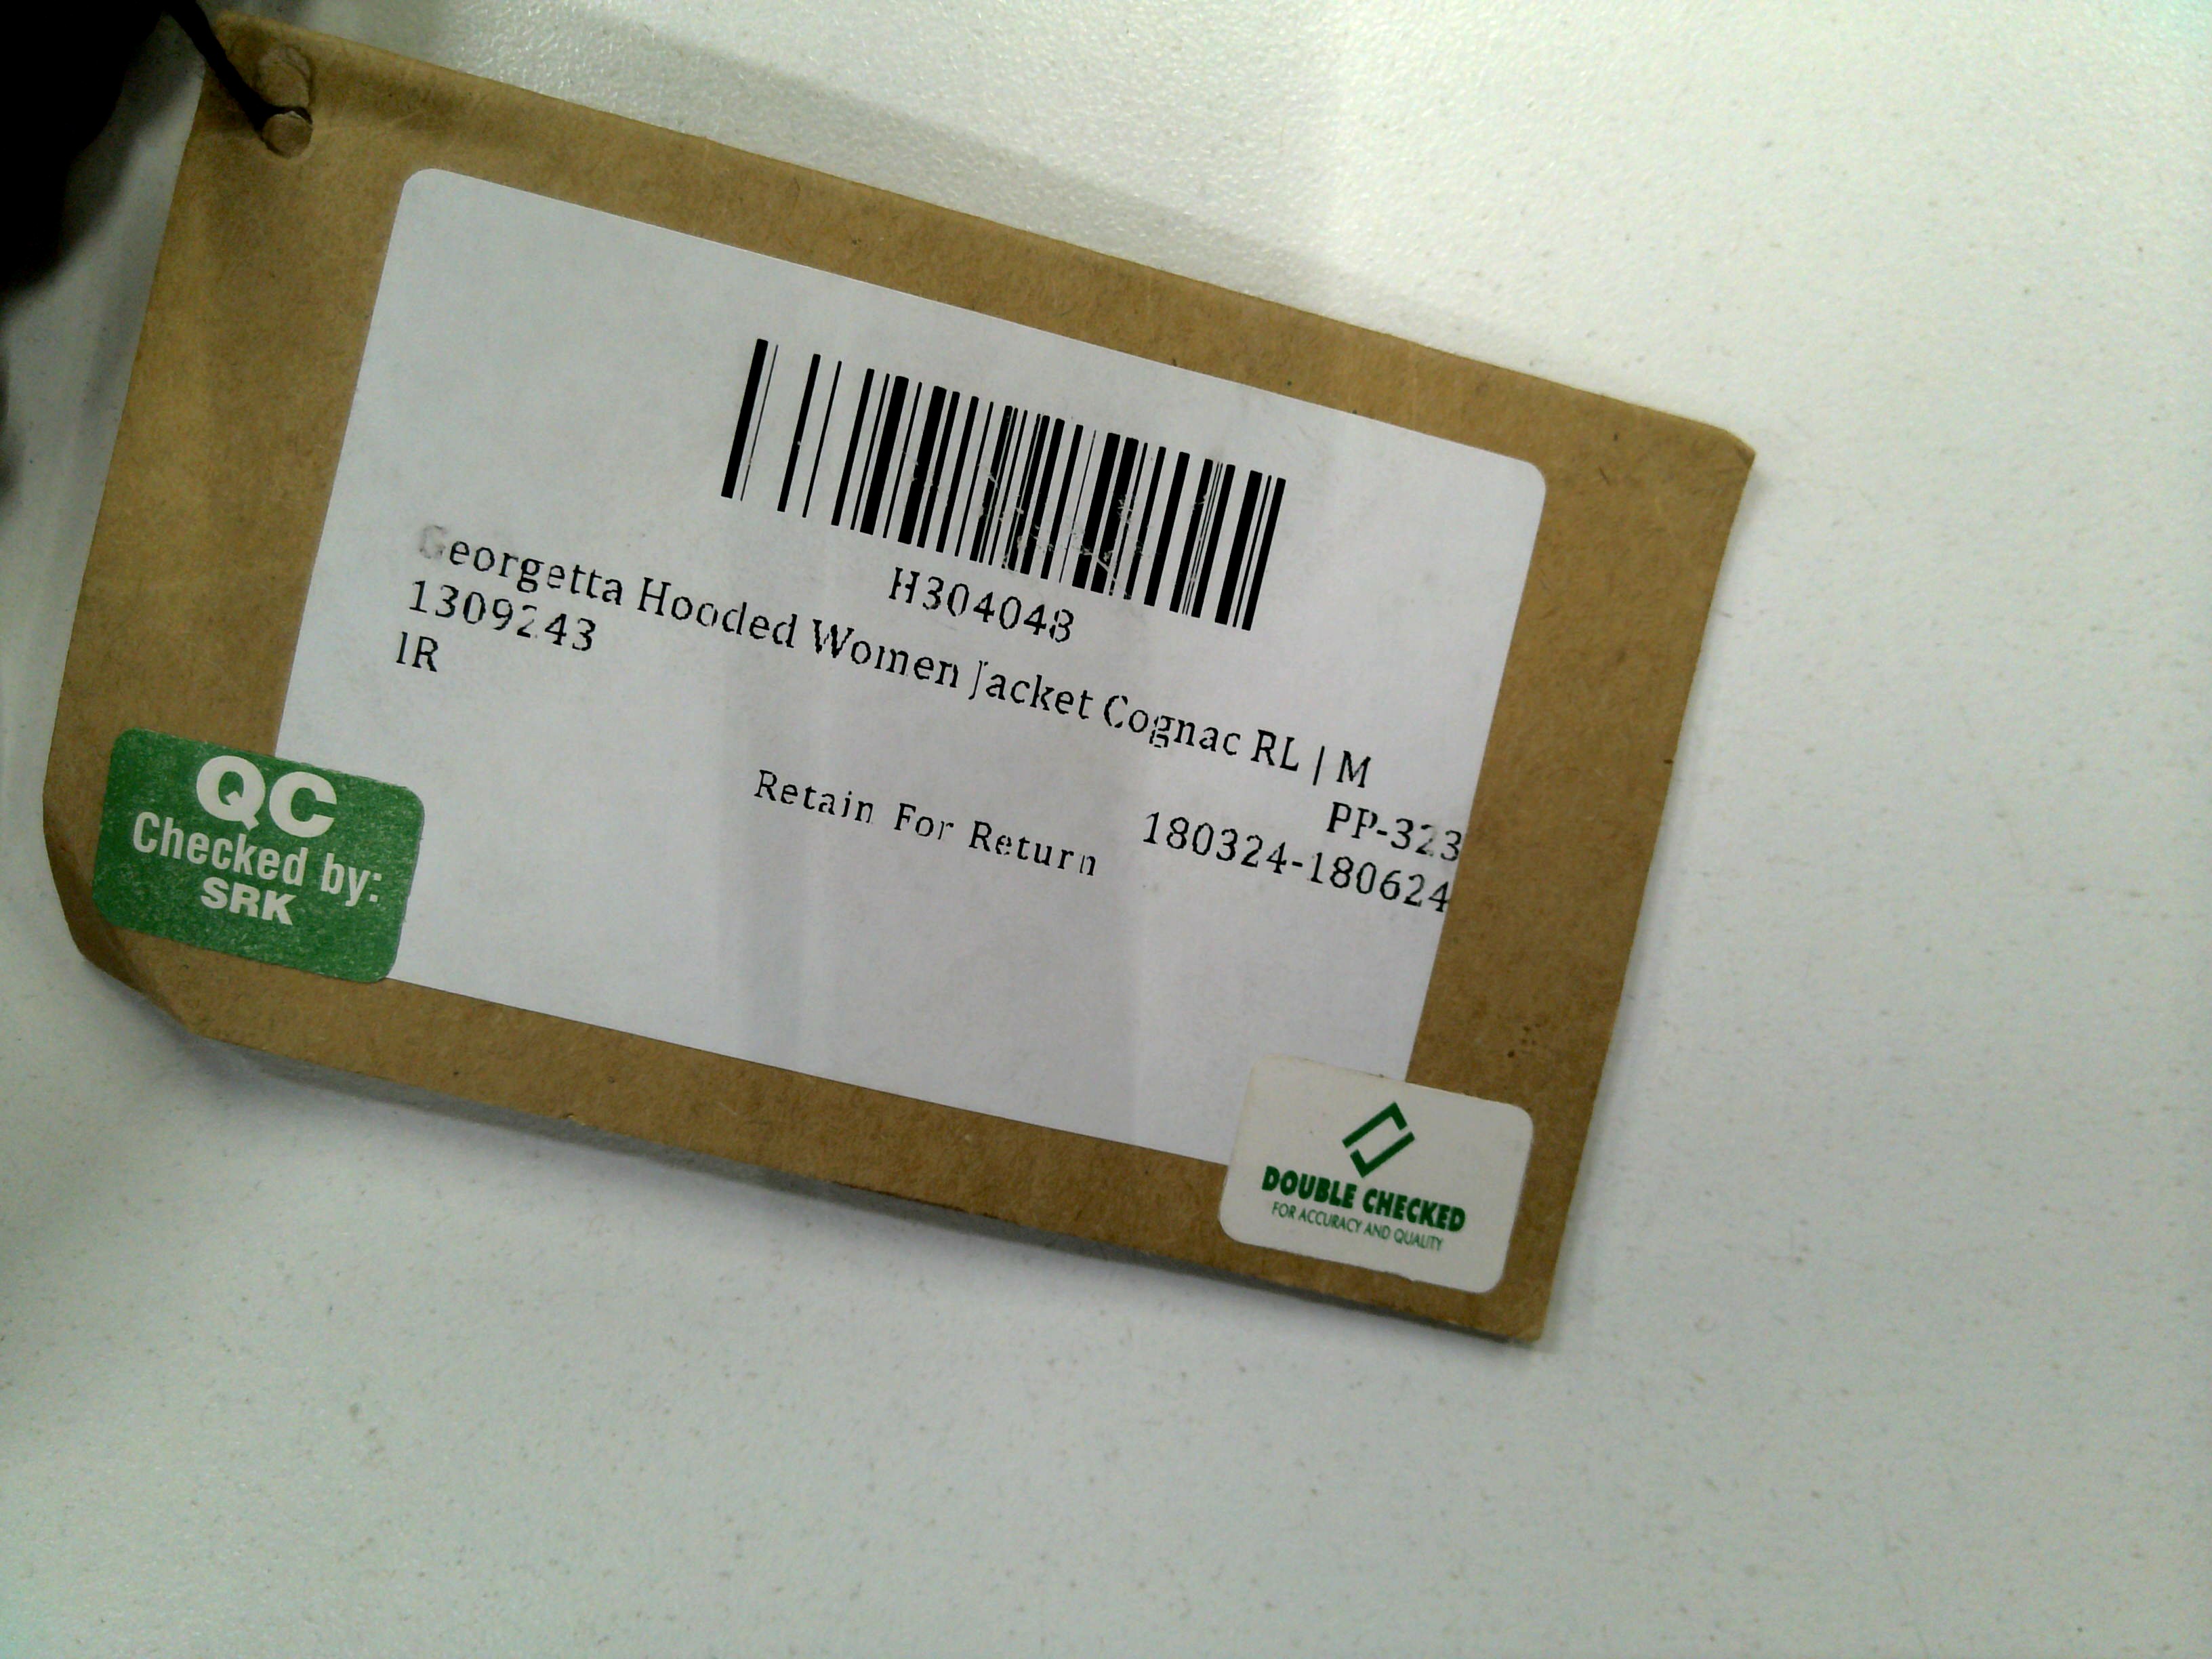 H304048
Georgetta Hooded Women Jacket Cognac RL | M
1309243
IR
PP-323
180324-180624
Retain For Return
QC
Checked by:
SRK
DOUBLE CHECKED
FOR ACCURACY AND QUALITY